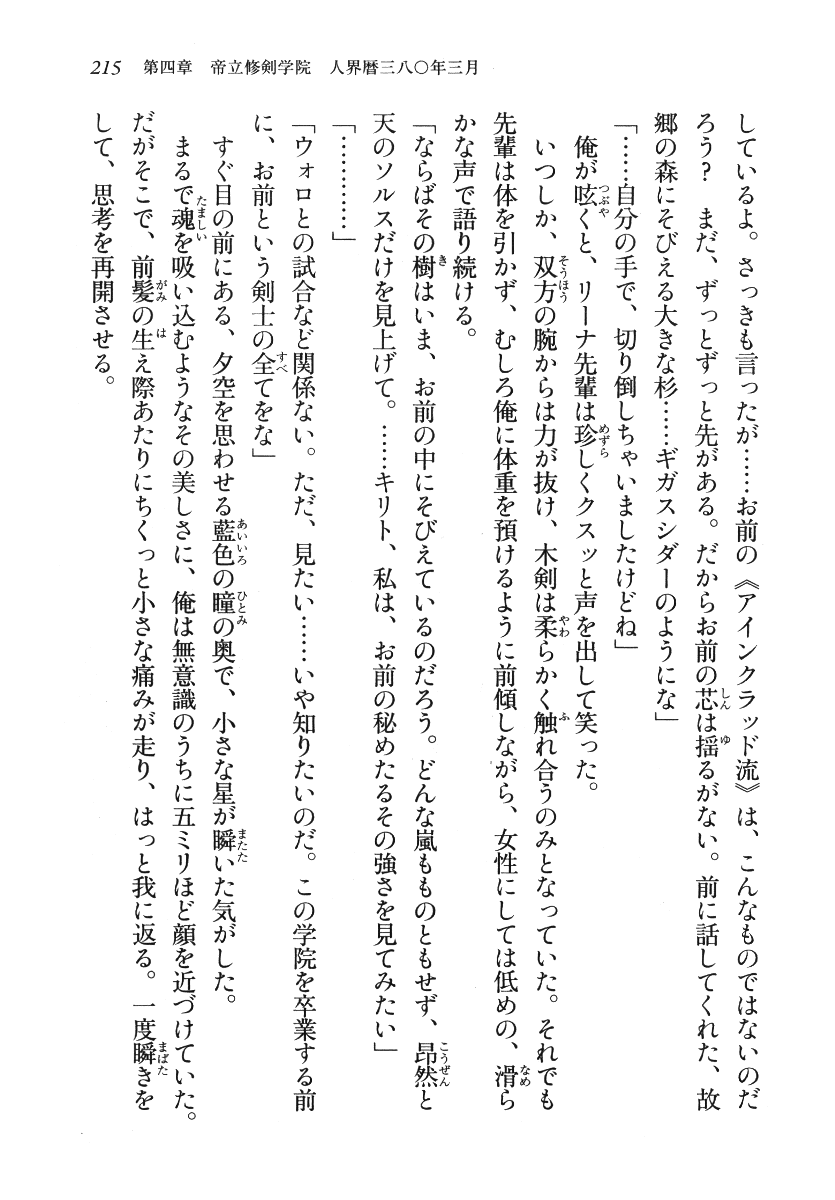 215　第四章　帝立修剣学院　人界暦三八〇年三月
しているよ。さっきも言ったが……お前の《アインクラッド流》は、こんなものではないのだ
ろう？　まだ、ずっとずっと先がある。だからお前の芯は揺るがない。前に話してくれた、故
郷の森にそびえる大きな杉……ギガスシダーのようにな」
「……自分の手で、切り倒しちゃいましたけどね」
　俺が呟くと、リーナ先輩は珍しくクスッと声を出して笑った。
　いつしか、双方の腕からは力が抜け、木剣は柔らかく触れ合うのみとなっていた。それでも
先輩は体を引かず、むしろ俺に体重を預けるように前傾しながら、女性にしては低めの、滑ら
かな声で語り続ける。
「ならばその樹はいま、お前の中にそびえているのだろう。どんな嵐もものともせず、昂然と
天のソルスだけを見上げて。……キリト、私は、お前の秘めたるその強さを見てみたい」
「…………」
「ウォロとの試合など関係ない。ただ、見たい……いや知りたいのだ。この学院を卒業する前
に、お前という剣士の全てをな」
　すぐ目の前にある、夕空を思わせる藍色の瞳の奥で、小さな星が瞬いた気がした。
　まるで魂を吸い込むようなその美しさに、俺は無意識のうちに五ミリほど顔を近づけていた。
だがそこで、前髪の生え際あたりにちくっと小さな痛みが走り、はっと我に返る。一度瞬きを
して、思考を再開させる。